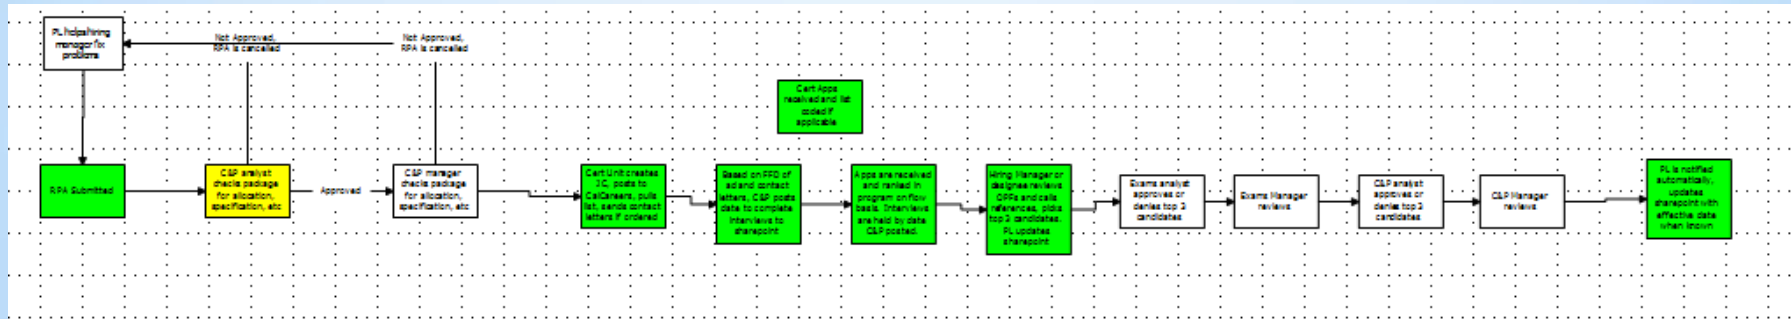 PL helps hiring
manager fix
problems
Not Approved,
RPA is cancelled
Not Approved,
RPA is cancelled
Cert Apps
received and list
coded if
applicable
RPA Submitted
C&P analyst
checks package
for allocation,
specification, etc
Approved
C&P manager
checks package
for allocation,
specification, etc
Cert Unit creates
JC, posts to
CalCareers, pulls
list, sends contact
letters if ordered
Based on FFD of
ad and contact
letters, C&P posts
date to complete
interviews to
sharepoint
Apps are received
and ranked in
program on flow
basis. Interviews
are held by date
C&P posted.
Hiring Manager or
designee reviews
OPFs and calls
references, picks
top 3 candidates.
PL updates
sharepoint
Exams analyst
approves or
denies top 3
candidates
Exams Manager
reviews
C&P analyst
approves or
denies top 3
candidates
C&P Manager
reviews
PL is notified
automatically,
updates
sharepoint with
effective date
when known